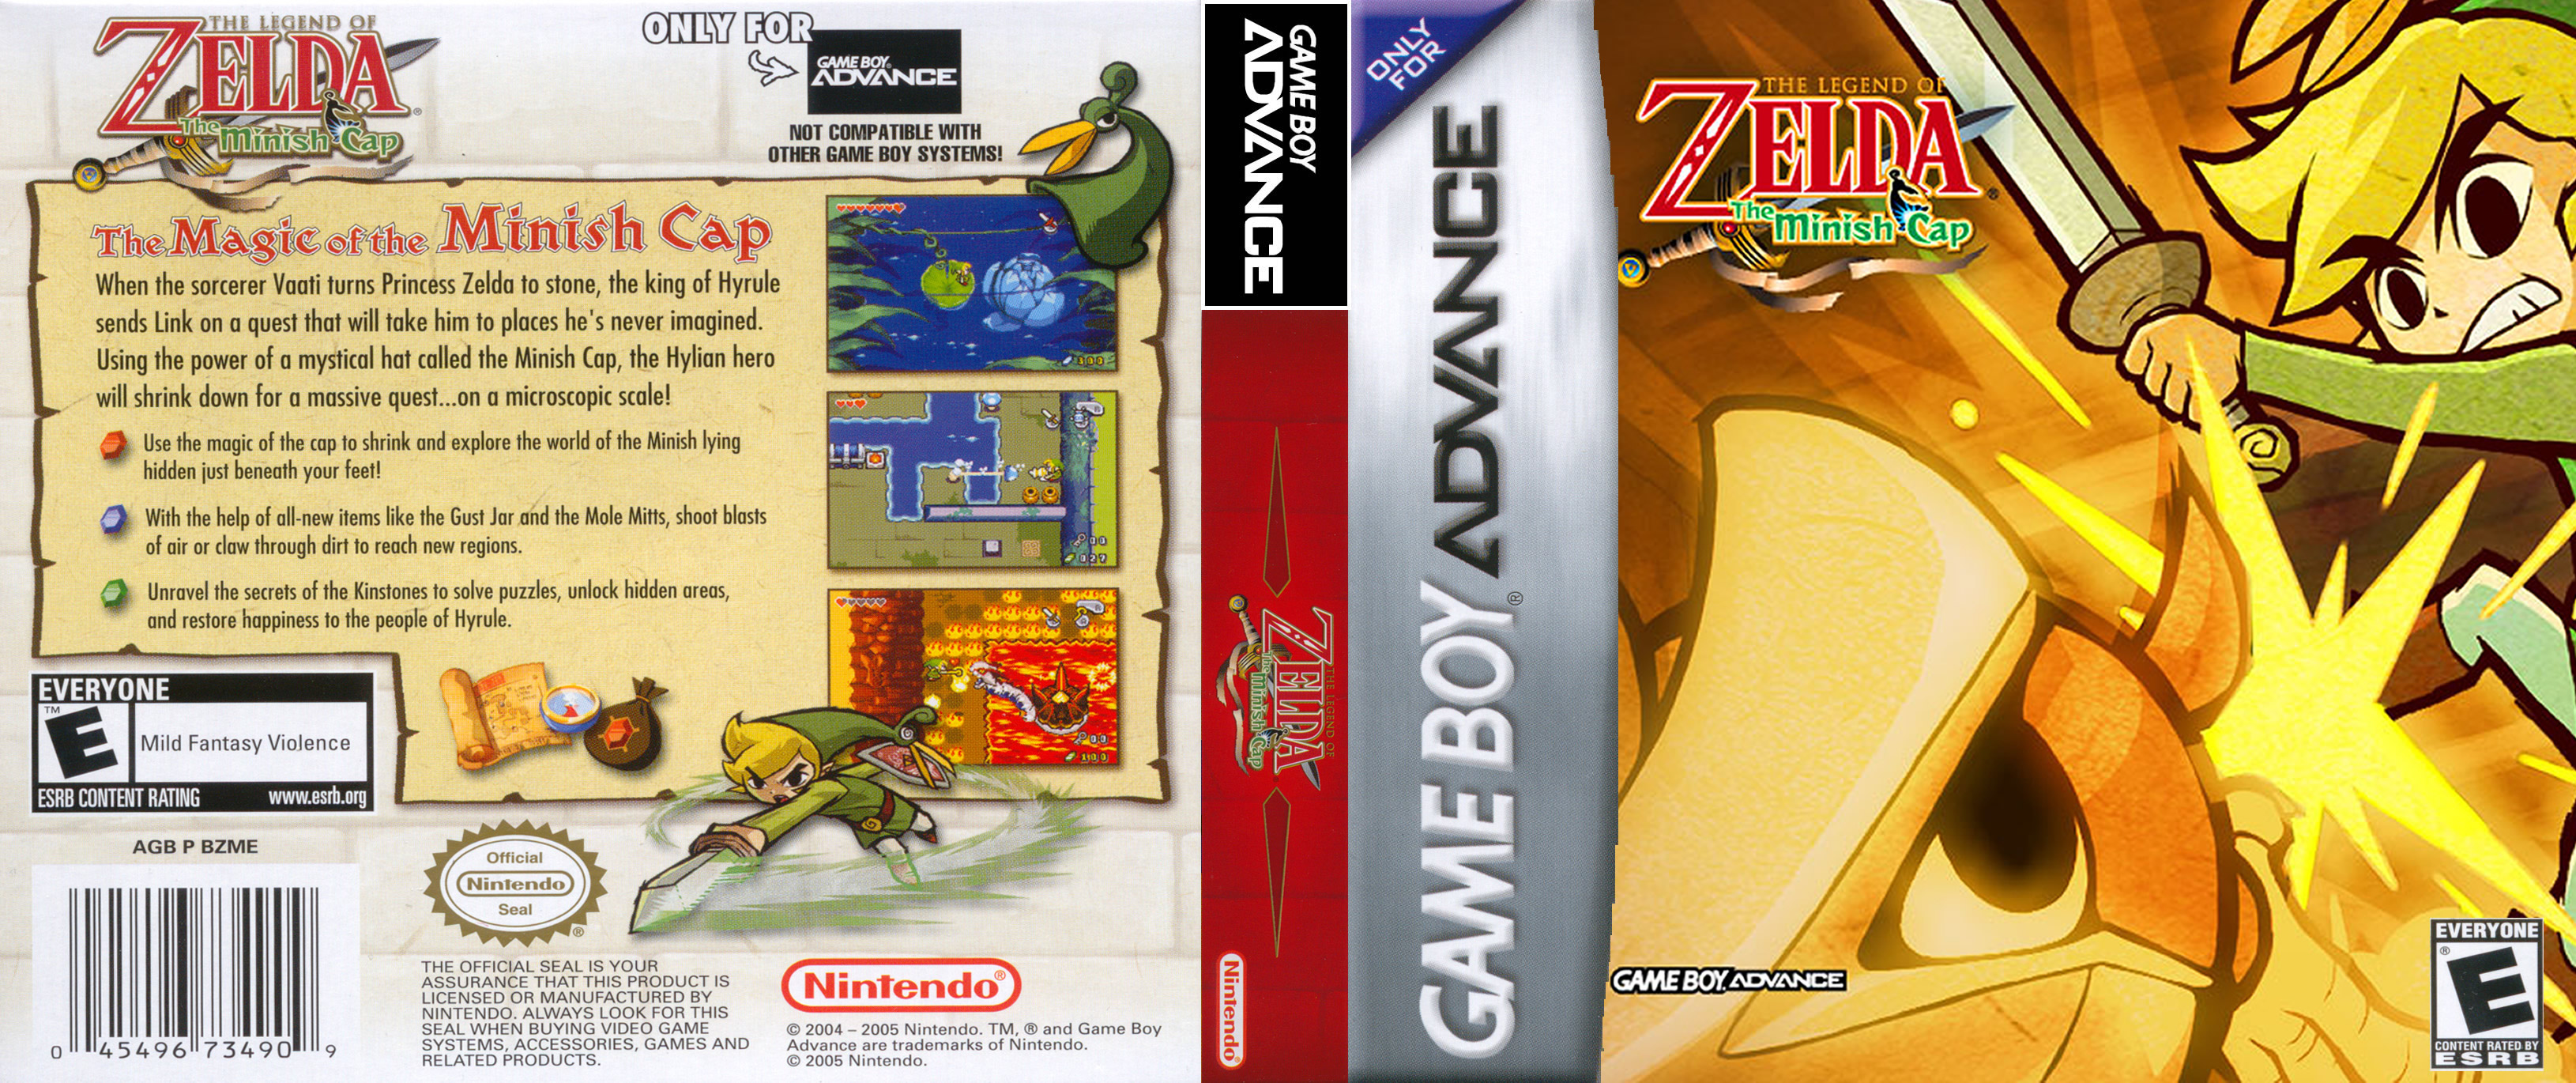 THE LEGEND OF
ZELDA®
The Minish Cap
ONLY FOR
GAME BOY
ADVANCE
NOT COMPATIBLE WITH
OTHER GAME BOY SYSTEMS!
The Magic of the Minish Cap
When the sorcerer Vaati turns Princess Zelda to stone, the king of Hyrule
sends Link on a quest that will take him to places he's never imagined.
Using the power of a mystical hat called the Minish Cap, the Hylian hero
will shrink down for a massive quest...on a microscopic scale!
Use the magic of the cap to shrink and explore the world of the Minish lying
hidden just beneath your feet!
With the help of all-new items like the Gust Jar and the Mole Mitts, shoot blasts
of air or claw through dirt to reach new regions.
Unravel the secrets of the Kinstones to solve puzzles, unlock hidden areas,
and restore happiness to the people of Hyrule.
EVERYONE
E™
Mild Fantasy Violence
ESRB CONTENT RATING www.esrb.org
AGB P BZME
0 45496 73490 9
Official
Nintendo
Seal
®
THE OFFICIAL SEAL IS YOUR
ASSURANCE THAT THIS PRODUCT IS
LICENSED OR MANUFACTURED BY
NINTENDO. ALWAYS LOOK FOR THIS
SEAL WHEN BUYING VIDEO GAME
SYSTEMS, ACCESSORIES, GAMES AND
RELATED PRODUCTS.
Nintendo®
© 2004 – 2005 Nintendo. TM, ® and Game Boy
Advance are trademarks of Nintendo.
© 2005 Nintendo.
GAME BOY
ADVANCE
THE LEGEND OF
ZELDA
The Minish Cap
Nintendo®
ONLY
FOR
GAME BOY ADVANCE®
THE LEGEND OF
ZELDA®
The Minish Cap
GAME BOY ADVANCE
EVERYONE
E®
CONTENT RATED BY
ESRB